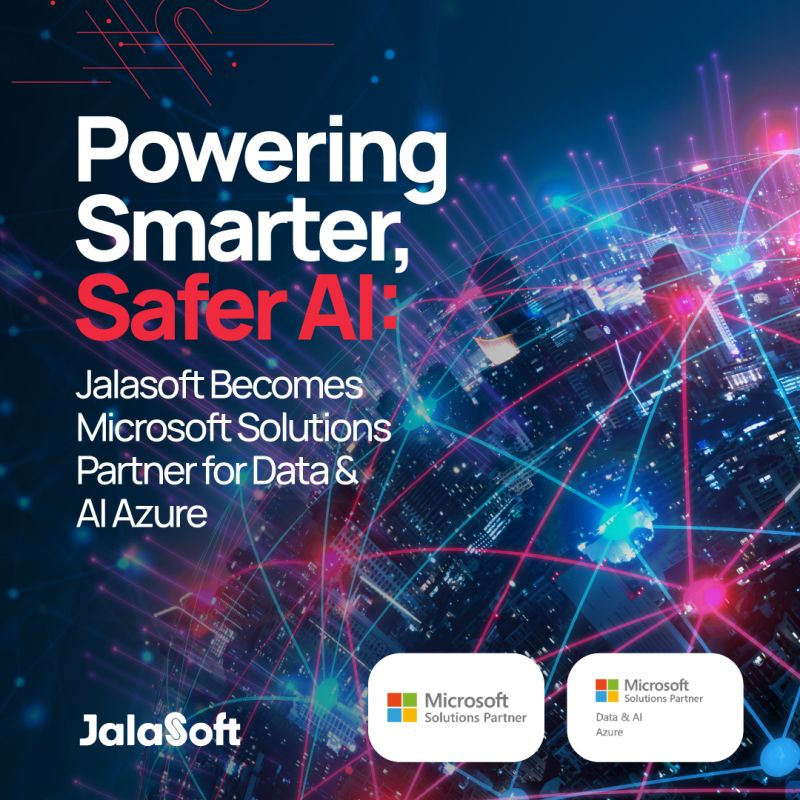 Powering
Smarter,
Safer AI:
Jalasoft Becomes
Microsoft Solutions
Partner for Data &
AI Azure
JalaSoft
Microsoft
Solutions Partner
Microsoft
Solutions Partner
Data & AI
Azure